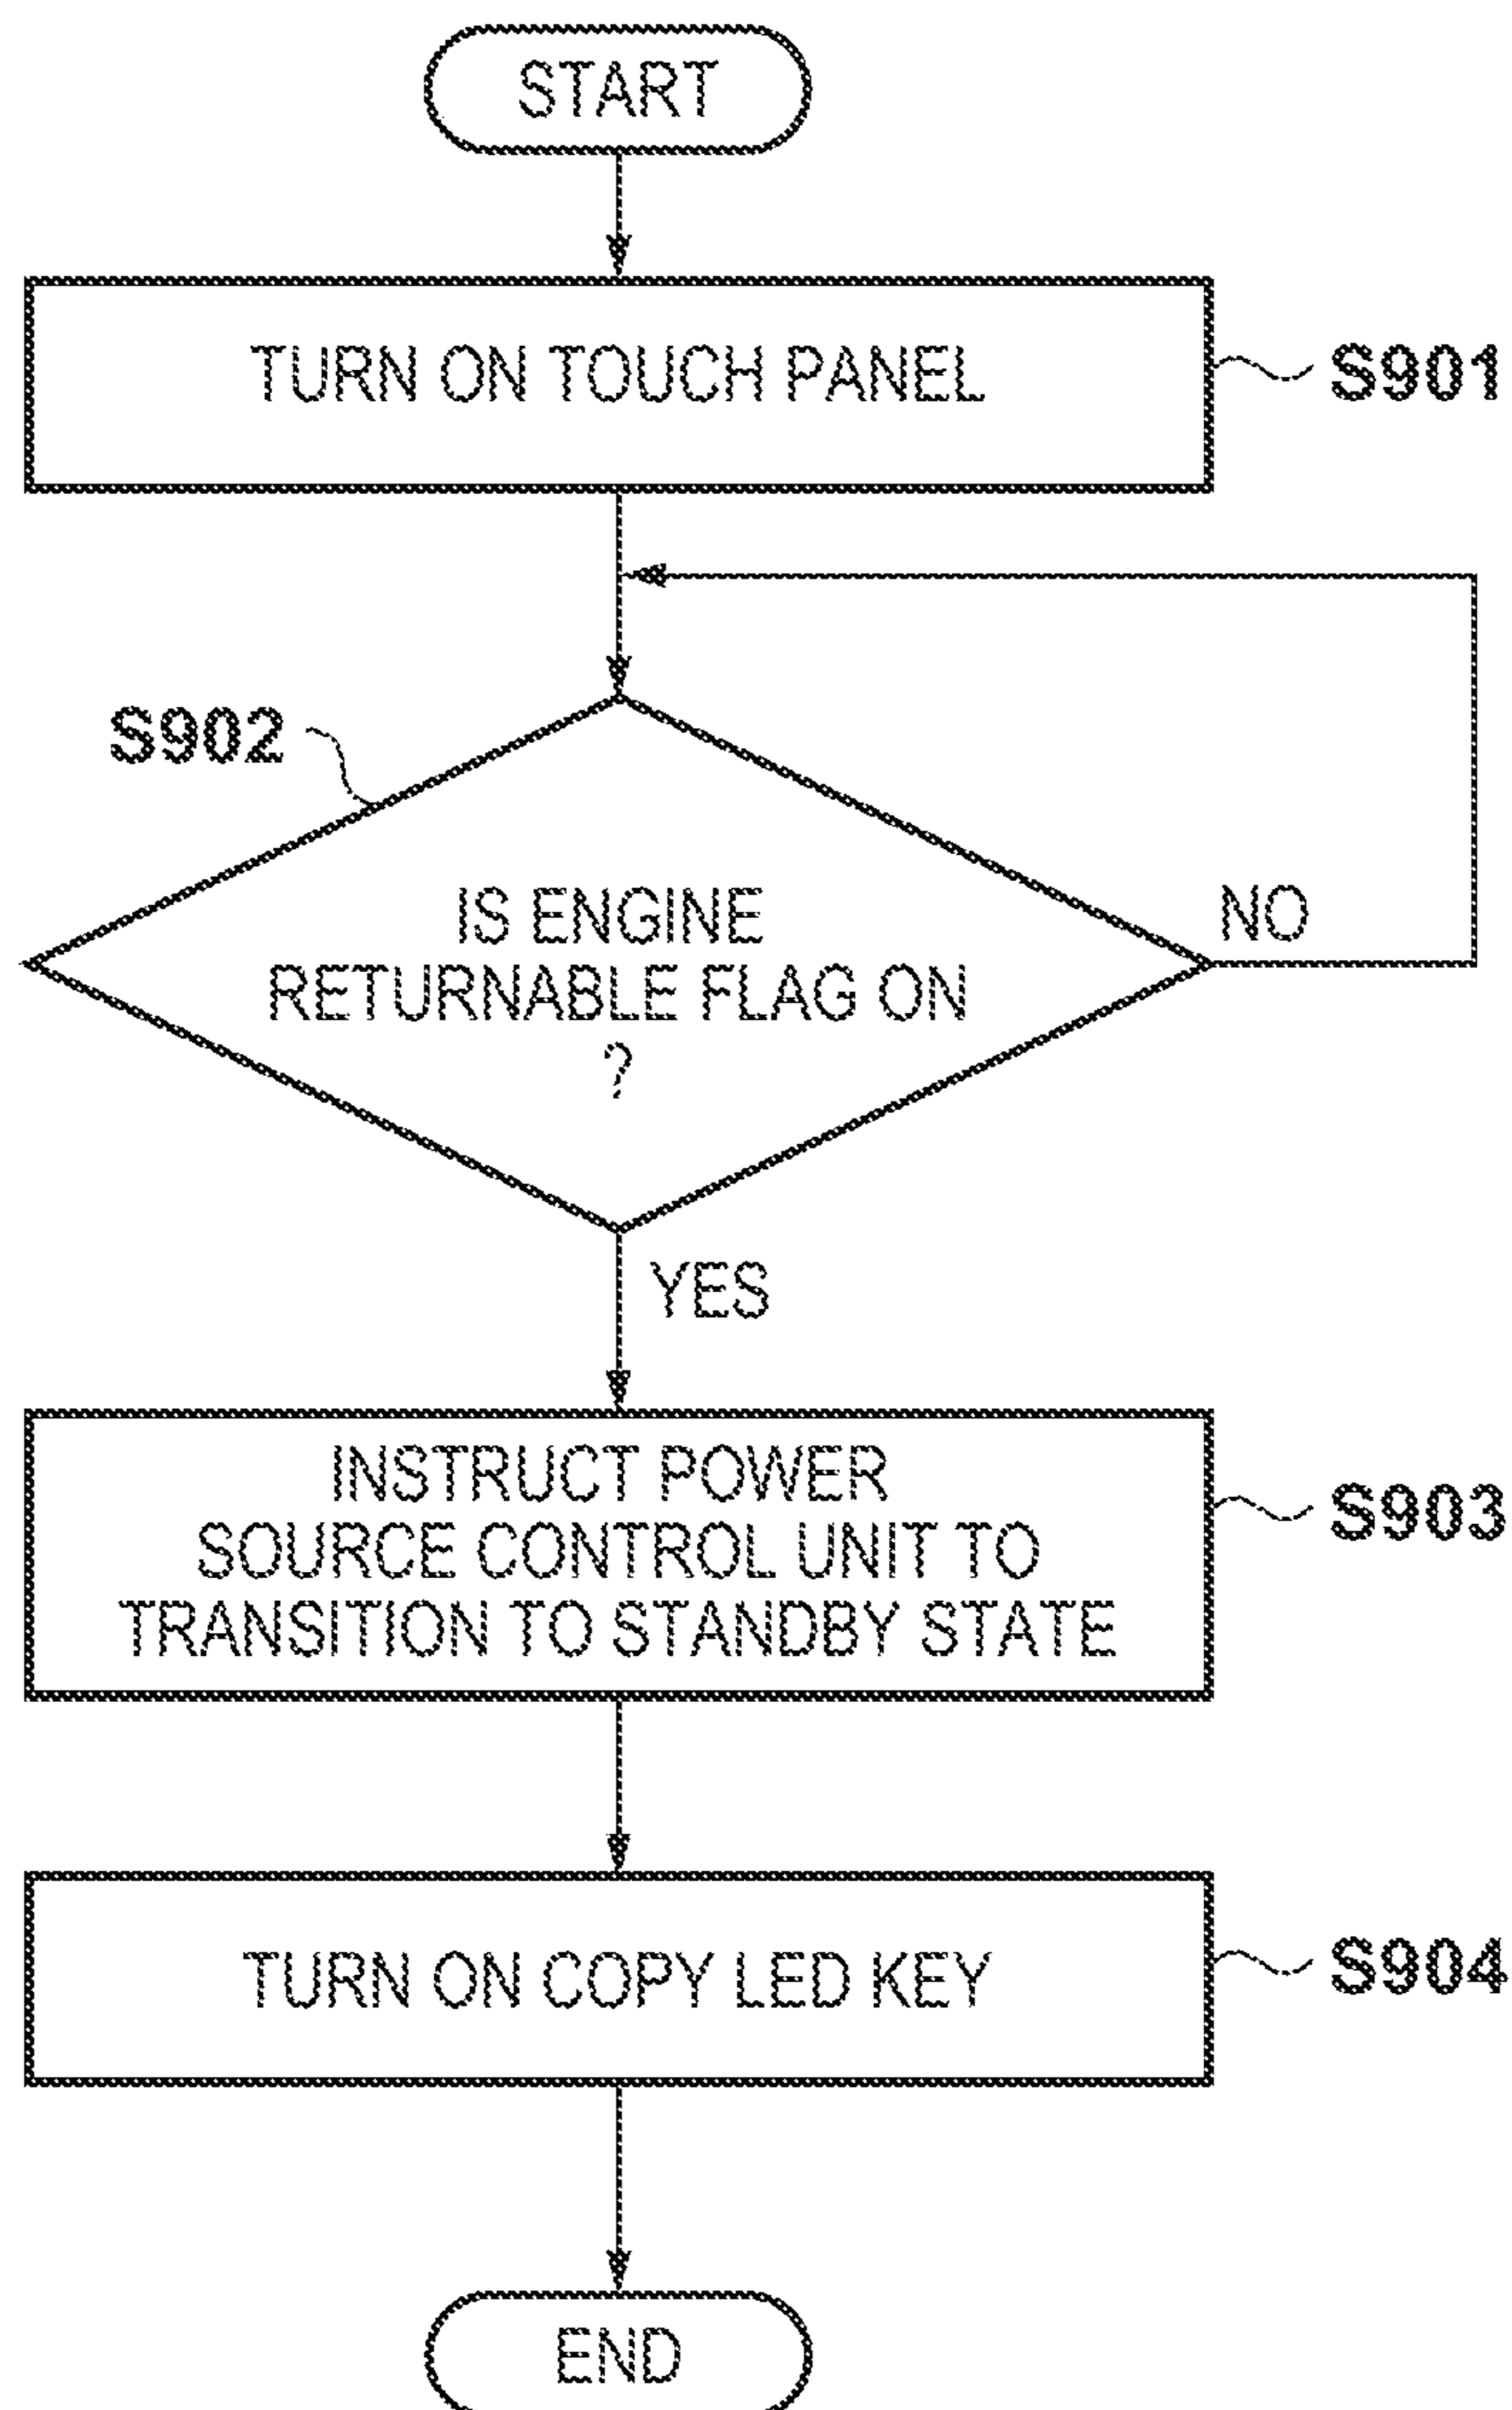 START
TURN ON TOUCH PANEL
S901
S902
IS ENGINE
RETURNABLE FLAG ON
?
NO
YES
INSTRUCT POWER
SOURCE CONTROL UNIT TO
TRANSITION TO STANDBY STATE
S903
TURN ON COPY LED KEY
S904
END